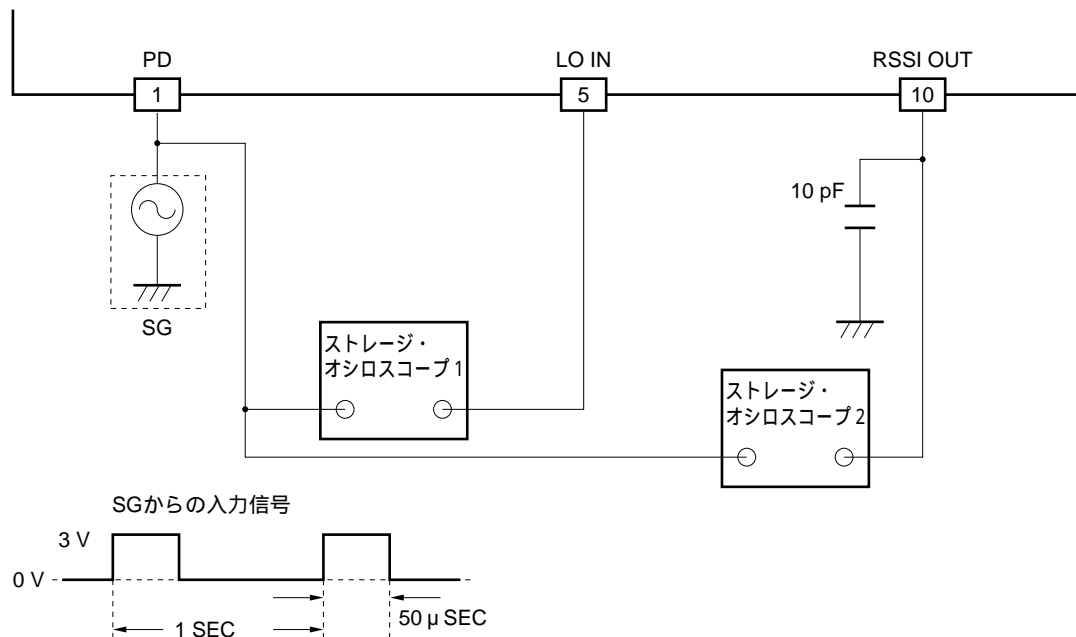 PD
LO IN
RSSI OUT
1
5
10
10 pF
SG
ストレージ・
オシロスコープ1
ストレージ・
オシロスコープ2
SGからの入力信号
3 V
0 V
50 μ SEC
1 SEC